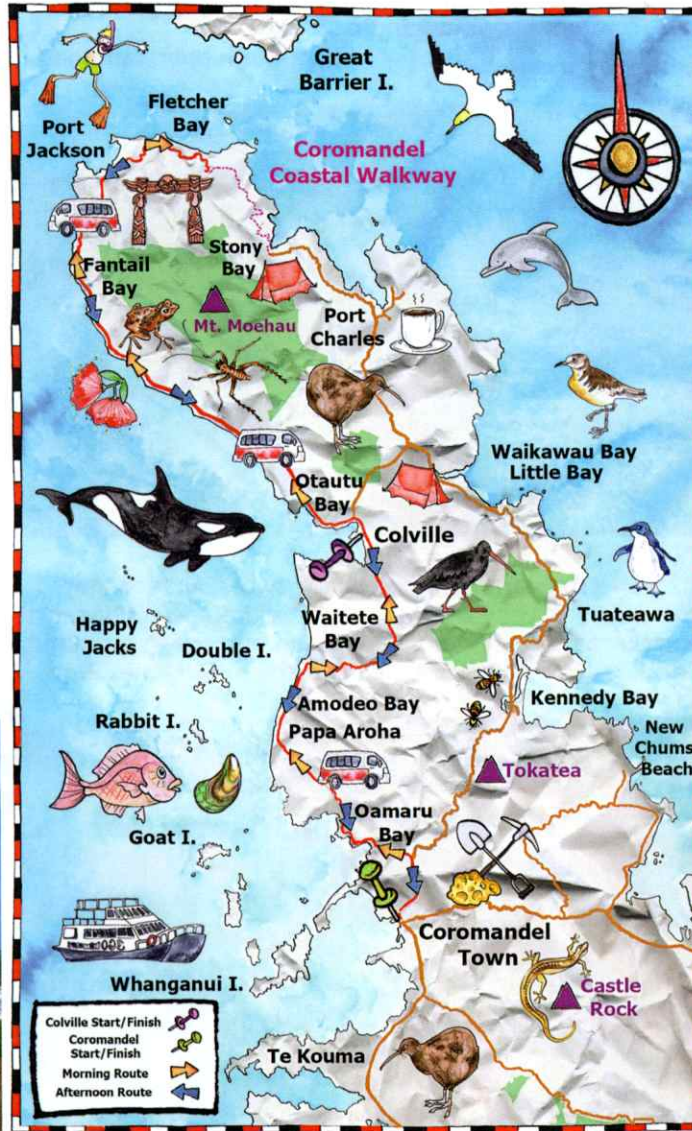 Great
Barrier I.
Fletcher
Bay
Port
Jackson
Coromandel
Coastal Walkway
Stony
Bay
Fantail
Bay
Mt. Moehau
Port
Charles
Waikawau Bay
Little Bay
Otautu
Bay
Colville
Waitete
Bay
Tuateawa
Happy
Jacks
Double I.
Kennedy Bay
Amodeo Bay
Papa Aroha
Rabbit I.
New
Chums
Beach
Tokatea
Oamaru
Bay
Goat I.
Coromandel
Town
Whanganui I.
Castle
Rock
Te Kouma
Colville Start/Finish
Coromandel
Start/Finish
Morning Route
Afternoon Route